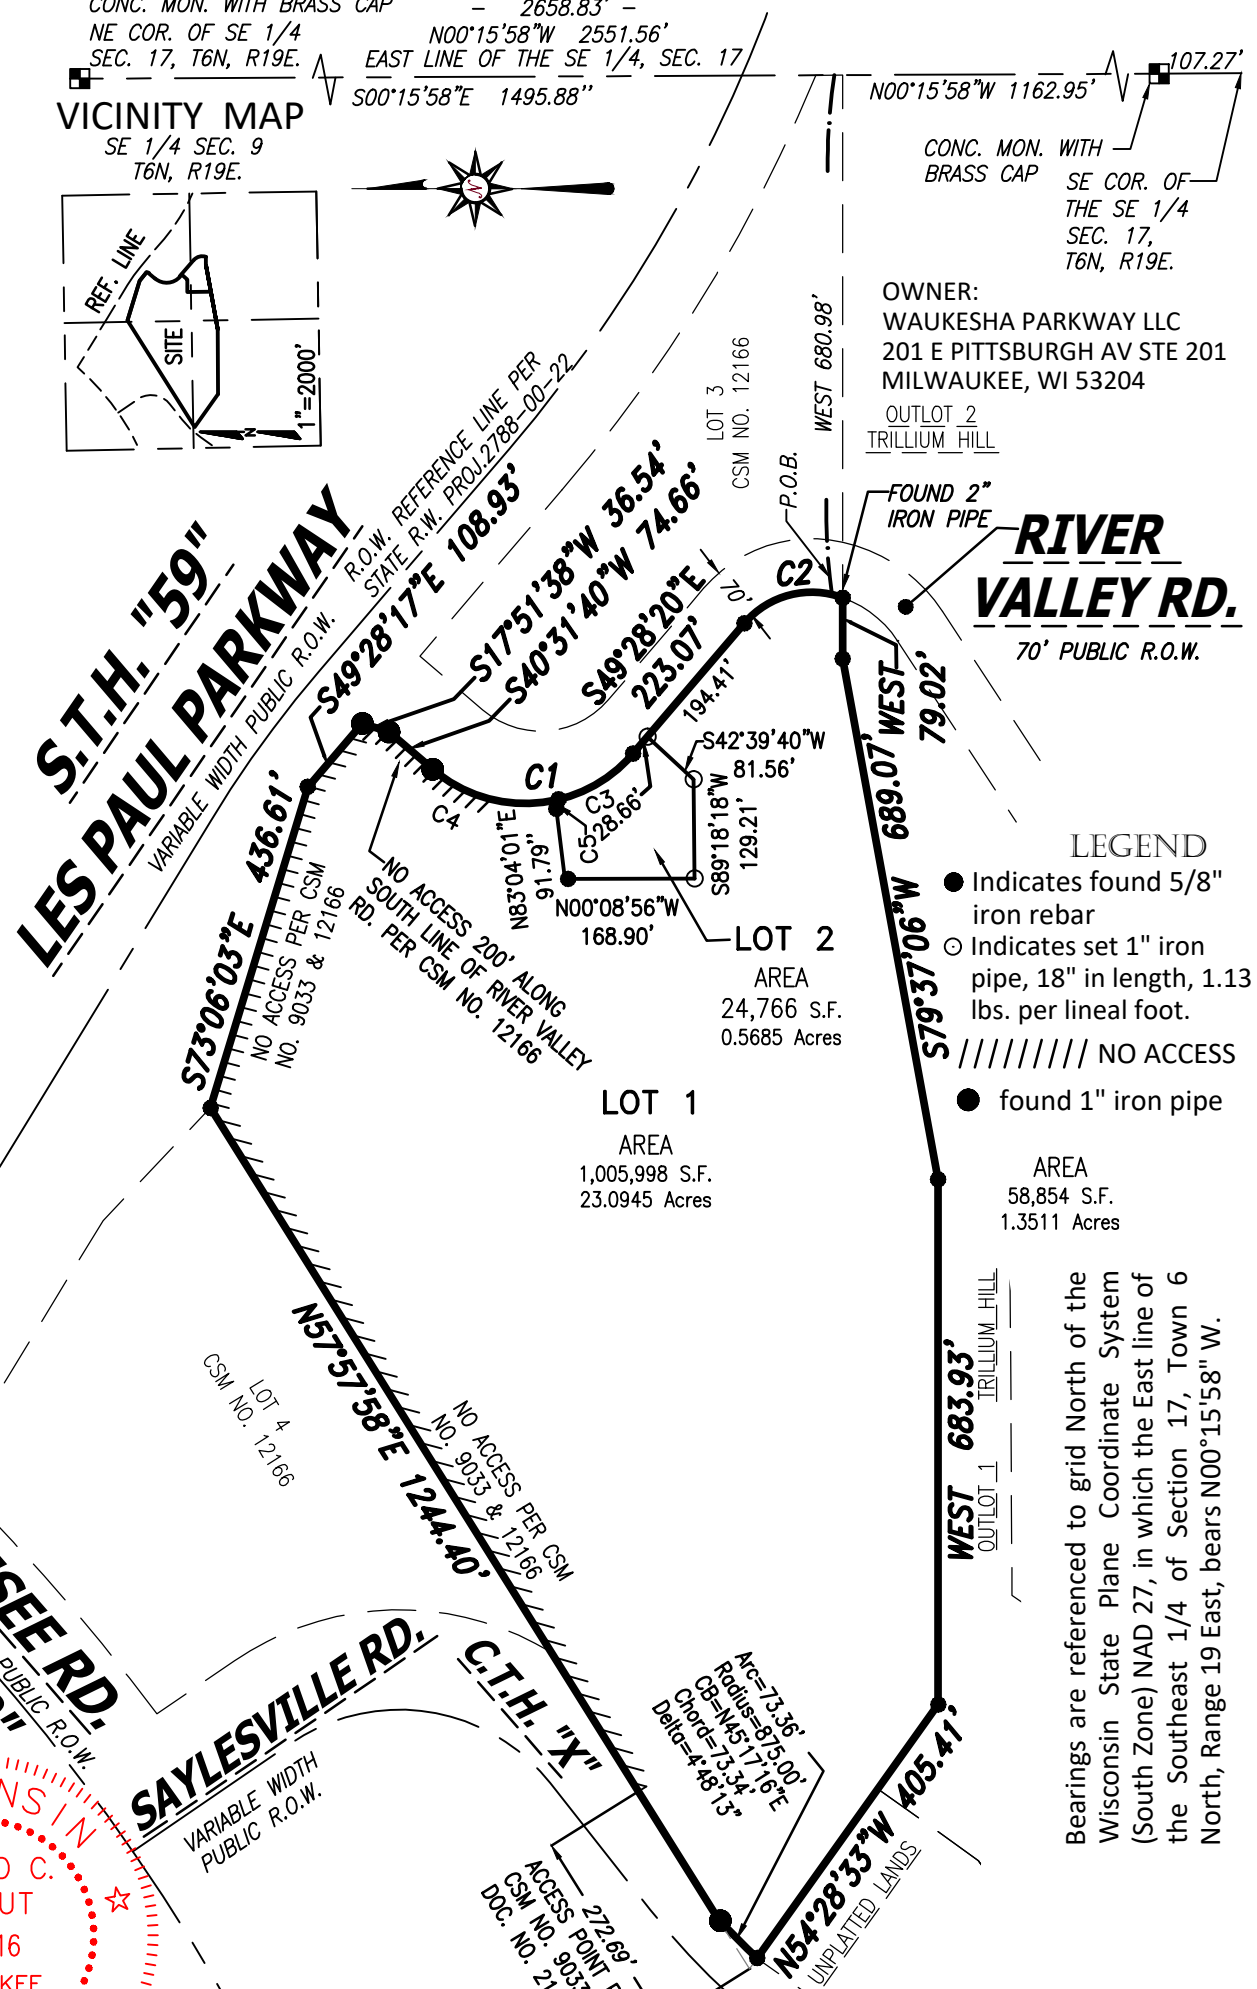 CONC. MON. WITH BRASS CAP
NE COR. OF SE 1/4
SEC. 17, T6N, R19E.
- 2658.83' -
N00°15'58"W 2551.56'
EAST LINE OF THE SE 1/4, SEC. 17
S00°15'58"E 1495.88''
N00°15'58"W 1162.95'
107.27'
CONC. MON. WITH
BRASS CAP
SE COR. OF
THE SE 1/4
SEC. 17,
T6N, R19E.
VICINITY MAP
SE 1/4 SEC. 9
T6N, R19E.
REF. LINE
SITE
N
1"=2000'
N
OWNER:
WAUKESHA PARKWAY LLC
201 E PITTSBURGH AV STE 201
MILWAUKEE, WI 53204
OUTLOT 2
TRILLIUM HILL
WEST 680.98'
LOT 3
CSM NO. 12166
P.O.B.
FOUND 2"
IRON PIPE
RIVER
VALLEY RD.
70' PUBLIC R.O.W.
S.T.H. "59"
LES PAUL PARKWAY
VARIABLE WIDTH PUBLIC R.O.W.
R.O.W. REFERENCE LINE PER
STATE R.W. PROJ.2788-00-22
S49°28'17"E 108.93'
S17°51'38"W 36.54'
S40°31'40"W 74.66'
S49°28'20"E
223.07'
194.41'
70'
C2
C1
C3
C4
C5
28.66'
S42°39'40"W
81.56'
S89°18'18"W
129.21'
N83°04'01"E
91.79"
N00°08'56"W
168.90'
WEST
79.02'
689.07'
S79°37'06"W
436.61'
S73°06'03"E
NO ACCESS PER CSM
NO. 9033 & 12166
NO ACCESS 200' ALONG
SOUTH LINE OF RIVER VALLEY
RD. PER CSM NO. 12166
LOT 2
AREA
24,766 S.F.
0.5685 Acres
LOT 1
AREA
1,005,998 S.F.
23.0945 Acres
LEGEND
Indicates found 5/8"
iron rebar
Indicates set 1" iron
pipe, 18" in length, 1.13
lbs. per lineal foot.
///////// NO ACCESS
found 1" iron pipe
AREA
58,854 S.F.
1.3511 Acres
N57°57'58"E 1244.40'
NO ACCESS PER CSM
NO. 9033 & 12166
LOT 4
CSM NO. 12166
WEST 683.93'
OUTLOT 1 TRILLIUM HILL
Bearings are referenced to grid North of the
Wisconsin State Plane Coordinate System
(South Zone) NAD 27, in which the East line of
the Southeast 1/4 of Section 17, Town 6
North, Range 19 East, bears N00°15'58" W.
SEE RD.
PUBLIC R.O.W.
SAYLESVILLE RD.
VARIABLE WIDTH
PUBLIC R.O.W.
C.T.H. "X"
Arc=73.36'
Radius=875.00'
CB=N45°17'16"E
Chord=73.34'
Delta=4°48'13"
N54°28'33"W 405.41'
UNPLATTED LANDS
272.69'
ACCESS POINT
CSM NO. 9033
DOC. NO. 21
NSIN
C.
UT
16
KEE